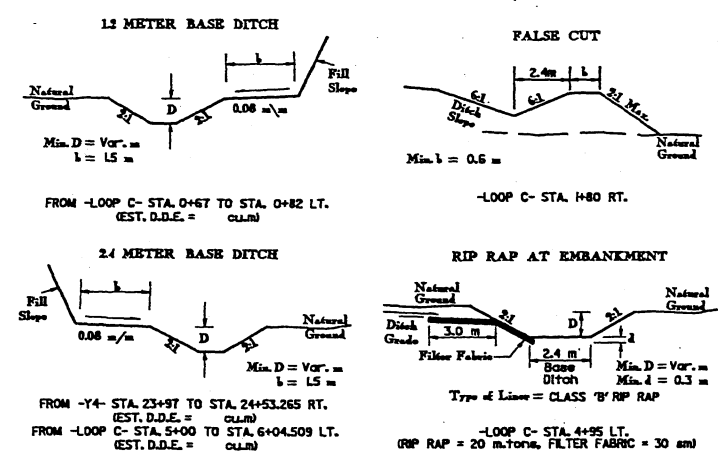 1.2 METER BASE DITCH
b
Fill
Slope
Natural
Ground
D
2:1
2:1
0.08 m\m
Min. D = Var. m
b = 1.5 m
FROM -LOOP C- STA. 0+67 TO STA. 0+82 LT.
(EST. D.D.E. = cu.m)
FALSE CUT
2.4m
b
6:1
Ditch
Slope
6:1
2:1 Max.
Natural
Ground
Min. b = 0.6 m
-LOOP C- STA. 1+80 RT.
2.4 METER BASE DITCH
b
Fill
Slope
Natural
Ground
0.08 m/m
2:1
D
2:1
Min. D = Var. m
b = 1.5 m
FROM -Y4- STA. 23+97 TO STA. 24+53.265 RT.
(EST. D.D.E. = cu.m)
FROM -LOOP C- STA. 5+00 TO STA. 6+04.509 LT.
(EST. D.D.E. = cu.m)
RIP RAP AT EMBANKMENT
Natural
Ground
Natural
Ground
2:1
D
2:1
Ditch
Grade
3.0 m
d
Filter Fabric
2.4 m
Base
Ditch
Min. D = Var. m
Min. d = 0.3 m
Type of Liner = CLASS 'B' RIP RAP
-LOOP C- STA. 4+95 LT.
(RIP RAP = 20 m.tons, FILTER FABRIC = 30 sm)